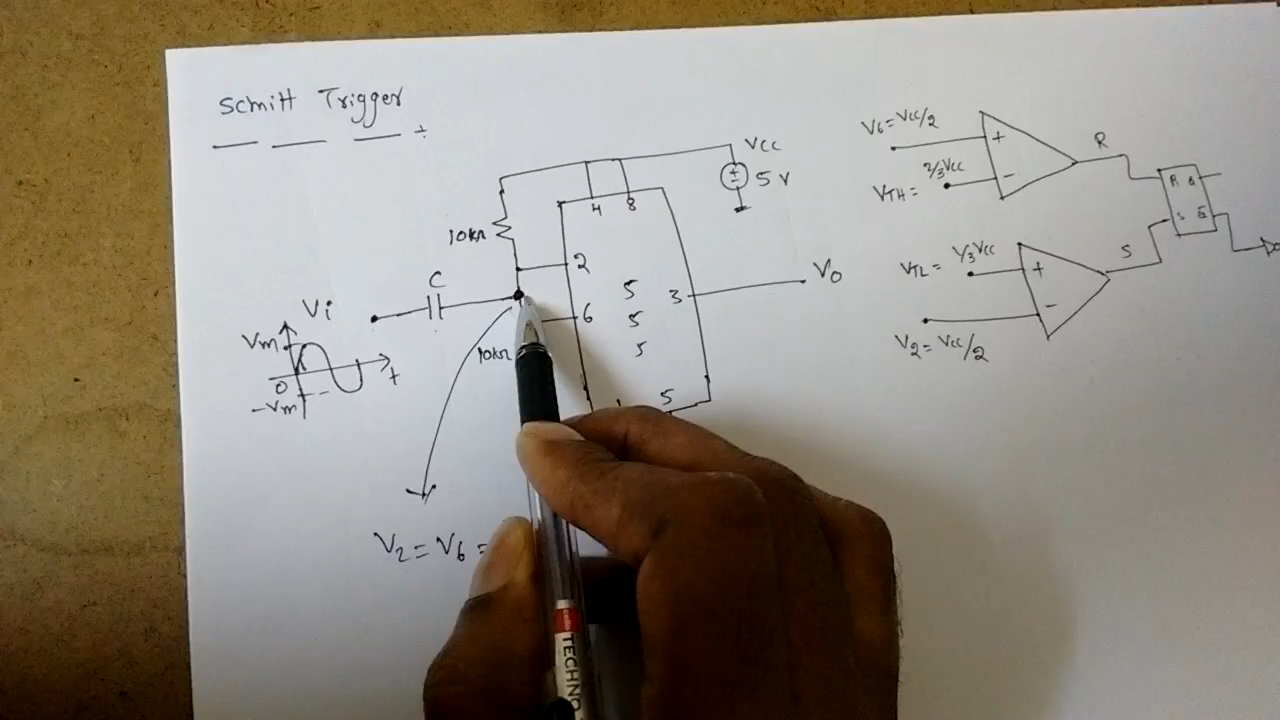 Schmitt Trigger
Vcc
5 V
4 8
10kΩ
2
C
Vi
Vm
0
t
-Vm
6
5
5
5
3
Vo
10kΩ
5
V2 = V6 =
cello
TECHNO
V6 = Vcc/2
+
-
2/3 Vcc
VTH =
R
R Q
S Q̅
1/3 Vcc
VTL =
+
-
S
V2 = Vcc/2